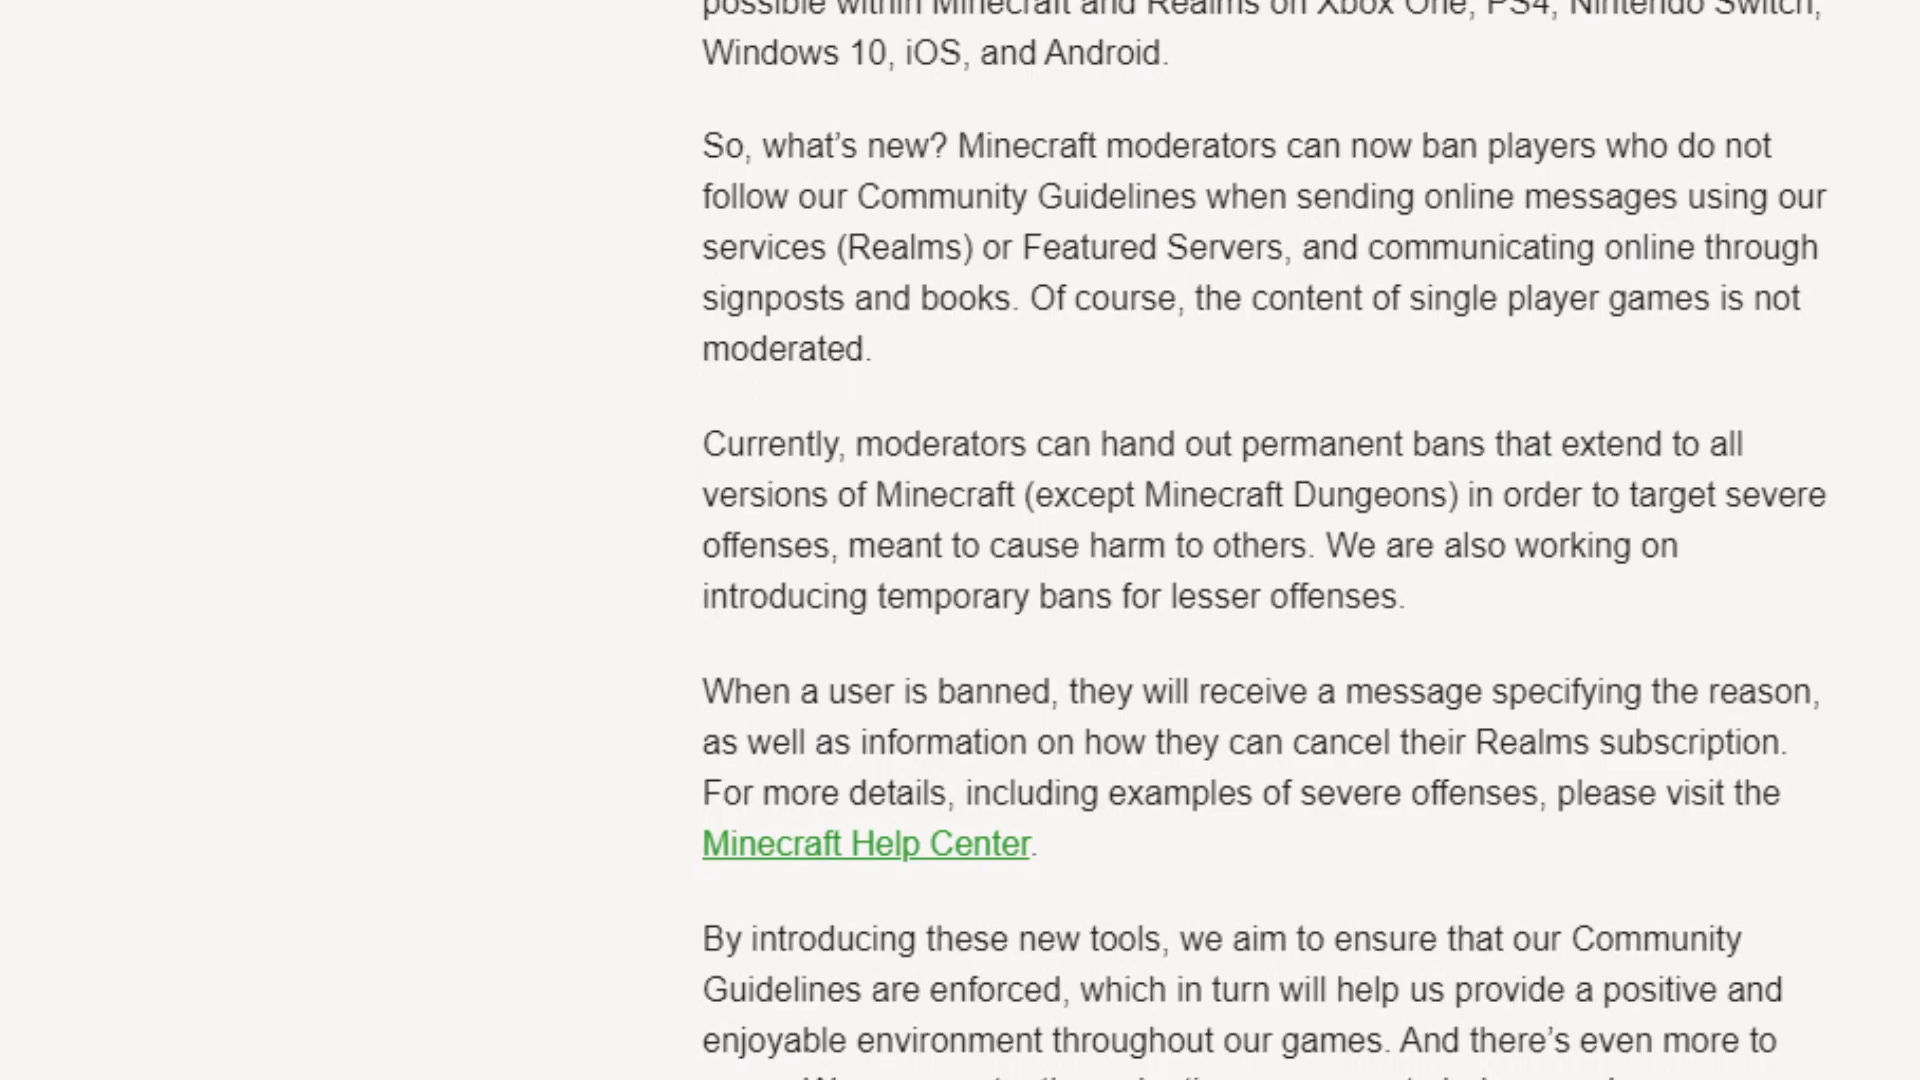 possible within Minecraft and Realms on Xbox One, PS4, Nintendo Switch,
Windows 10, iOS, and Android.
So, what’s new? Minecraft moderators can now ban players who do not
follow our Community Guidelines when sending online messages using our
services (Realms) or Featured Servers, and communicating online through
signposts and books. Of course, the content of single player games is not
moderated.
Currently, moderators can hand out permanent bans that extend to all
versions of Minecraft (except Minecraft Dungeons) in order to target severe
offenses, meant to cause harm to others. We are also working on
introducing temporary bans for lesser offenses.
When a user is banned, they will receive a message specifying the reason,
as well as information on how they can cancel their Realms subscription.
For more details, including examples of severe offenses, please visit the
Minecraft Help Center.
By introducing these new tools, we aim to ensure that our Community
Guidelines are enforced, which in turn will help us provide a positive and
enjoyable environment throughout our games. And there’s even more to